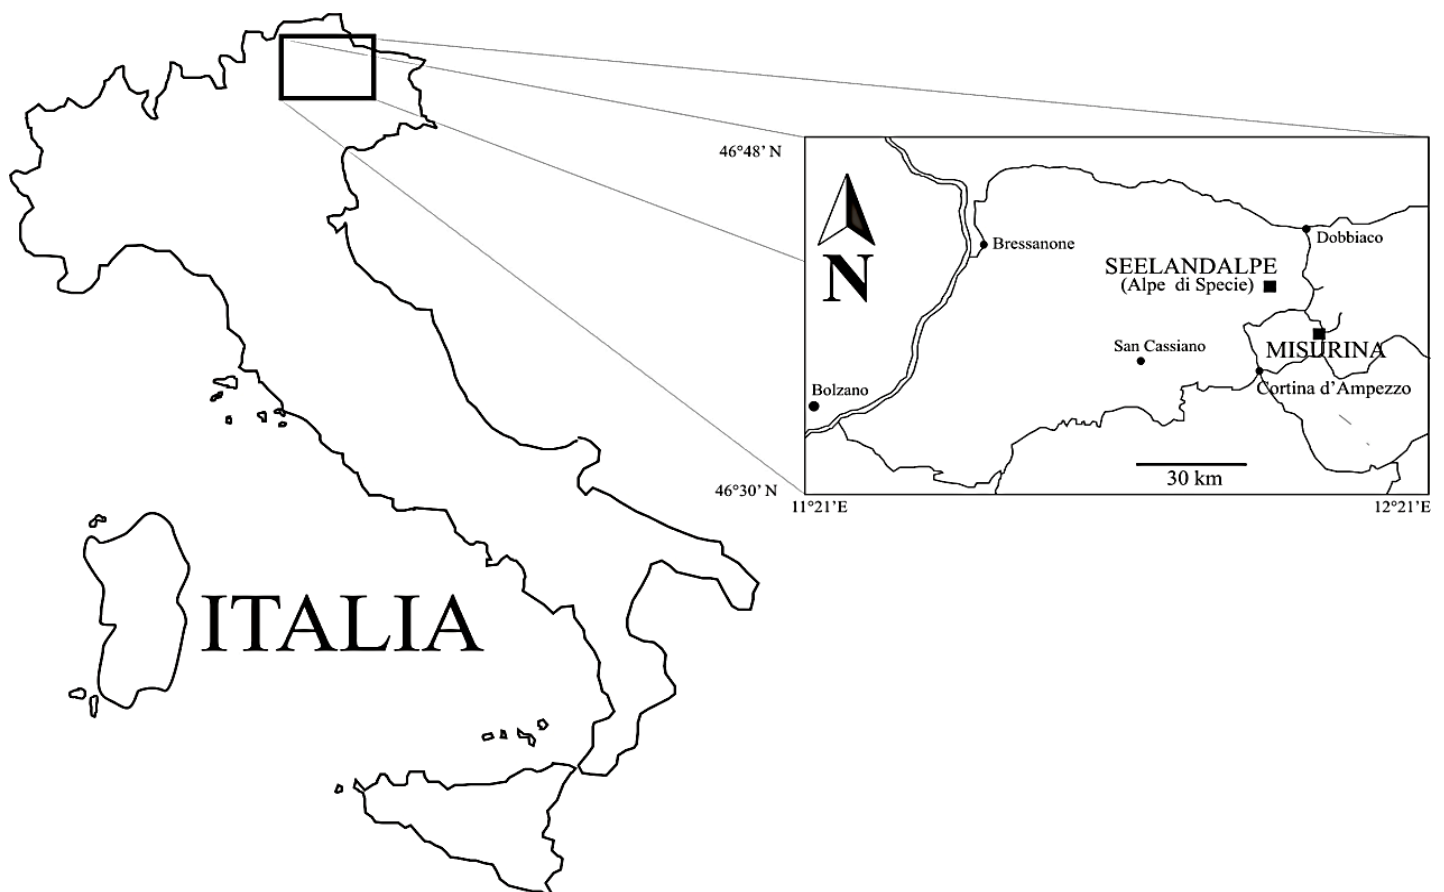 46°48’ N
N
Bressanone
Dobbiaco
SEELANDALPE
(Alpe di Specie)
San Cassiano
MISURINA
Bolzano
Cortina d’Ampezzo
30 km
46°30’ N
11°21’E
12°21’E
ITALIA